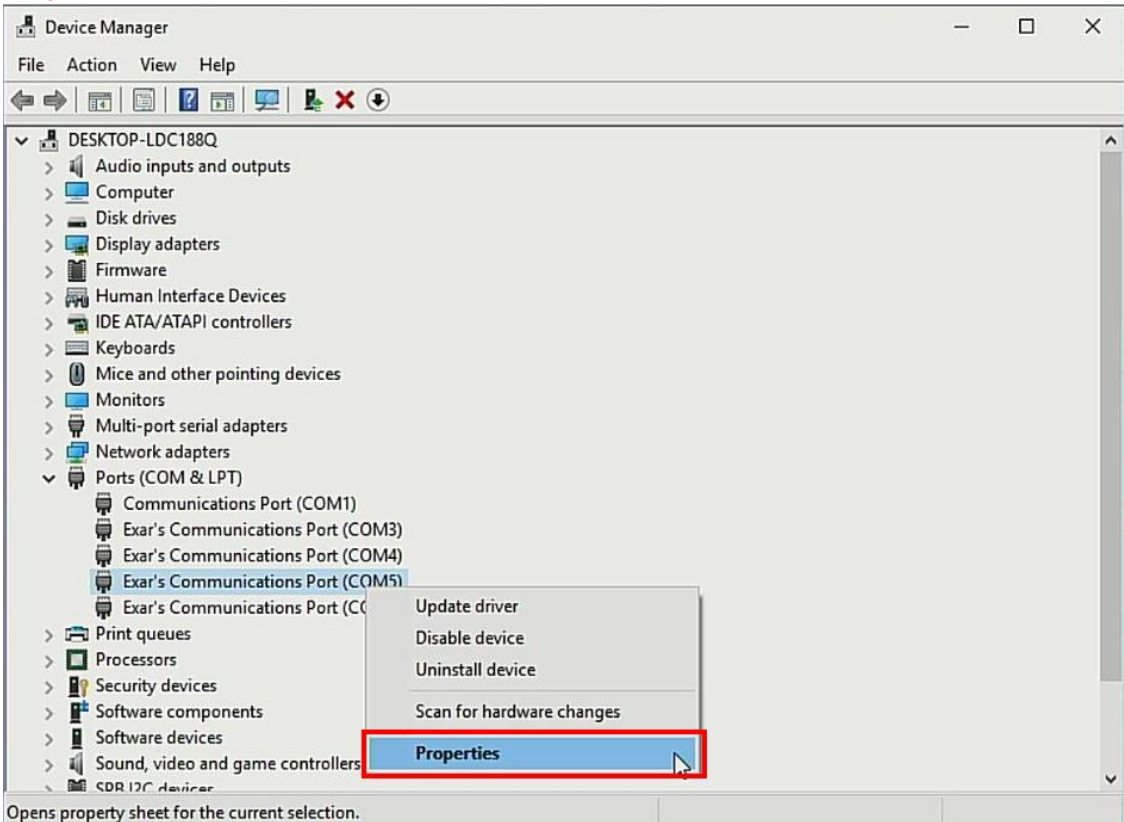 Device Manager
File Action View Help
DESKTOP-LDC188Q
Audio inputs and outputs
Computer
Disk drives
Display adapters
Firmware
Human Interface Devices
IDE ATA/ATAPI controllers
Keyboards
Mice and other pointing devices
Monitors
Multi-port serial adapters
Network adapters
Ports (COM & LPT)
Communications Port (COM1)
Exar's Communications Port (COM3)
Exar's Communications Port (COM4)
Exar's Communications Port (COM5)
Exar's Communications Port
Update driver
Disable device
Uninstall device
Scan for hardware changes
Properties
Print queues
Processors
Security devices
Software components
Software devices
Sound, video and game controllers
SPB I2C devices
Opens property sheet for the current selection.